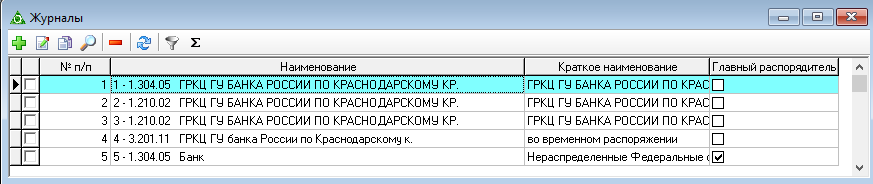 Журналы
Σ
№ п/п Наименование Краткое наименование Главный распорядитель
1 1 - 1.304.05 ГРКЦ ГУ БАНКА РОССИИ ПО КРАСНОДАРСКОМУ КР. ГРКЦ ГУ БАНКА РОССИИ ПО КРАС
2 2 - 1.210.02 ГРКЦ ГУ БАНКА РОССИИ ПО КРАСНОДАРСКОМУ КР. ГРКЦ ГУ БАНКА РОССИИ ПО КРАС
3 3 - 1.210.02 ГРКЦ ГУ БАНКА РОССИИ ПО КРАСНОДАРСКОМУ КР. ГРКЦ ГУ БАНКА РОССИИ ПО КРАС
4 4 - 3.201.11 ГРКЦ ГУ банка России по Краснодарскому к. во временном распоряжении
5 5 - 1.304.05 Банк Нераспределенные Федеральные